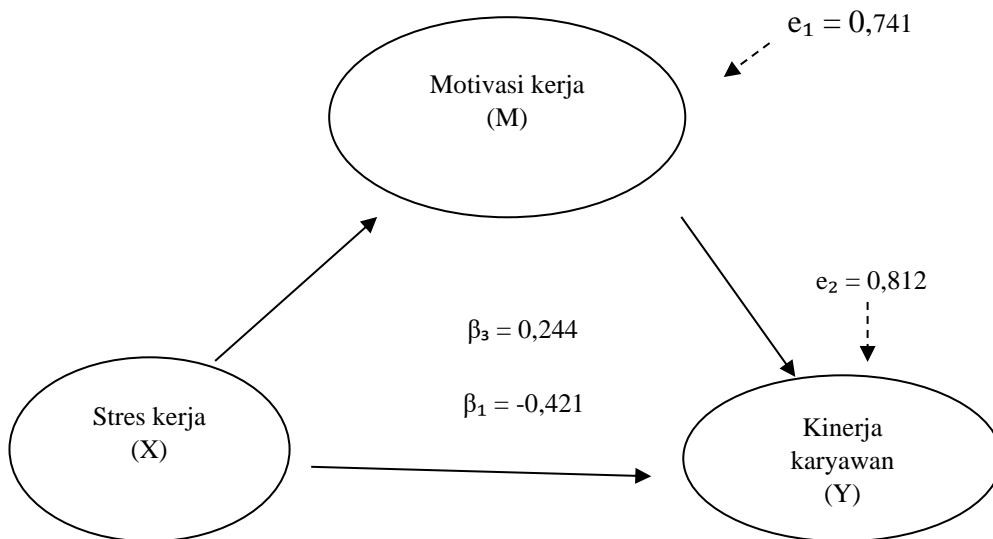 e₁ = 0,741
Motivasi kerja
(M)
e₂ = 0,812
β₃ = 0,244
β₁ = -0,421
Stres kerja
(X)
Kinerja
karyawan
(Y)